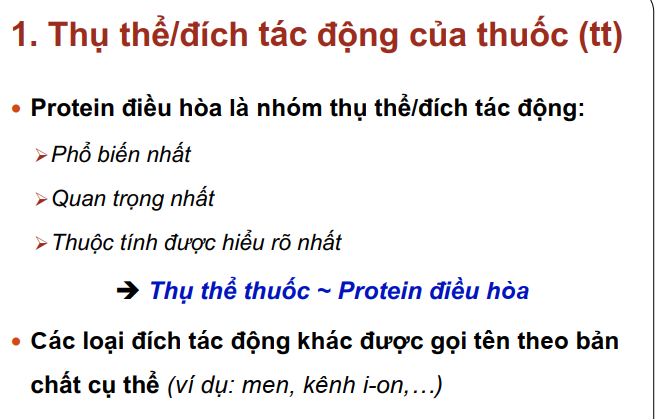 1. Thụ thể/đích tác động của thuốc (tt)
• Protein điều hòa là nhóm thụ thể/đích tác động:
➢Phổ biến nhất
➢Quan trọng nhất
➢Thuộc tính được hiểu rõ nhất
➔ Thụ thể thuốc ~ Protein điều hòa
• Các loại đích tác động khác được gọi tên theo bản
chất cụ thể (ví dụ: men, kênh i-on,…)